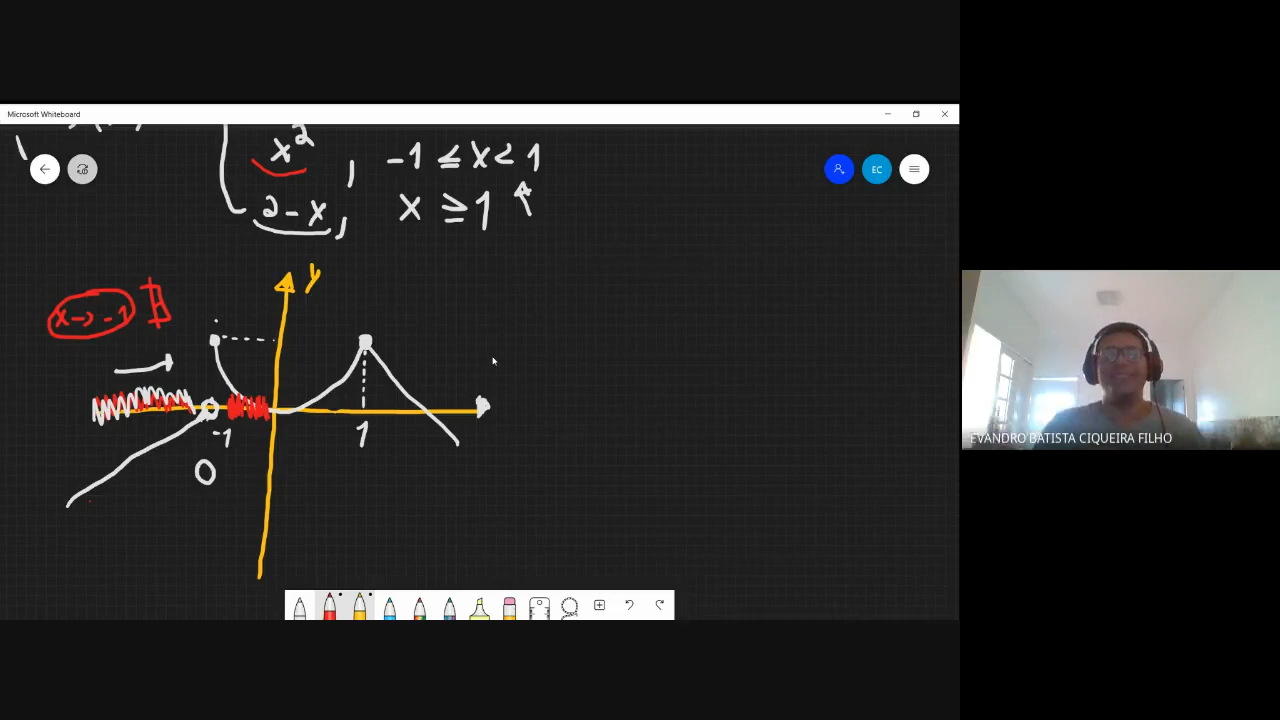 Microsoft Whiteboard
x², -1 ≤ x < 1
2 - x, x ≥ 1
EC
y
x → -1
-1
1
0
EVANDRO BATISTA CIQUEIRA FILHO